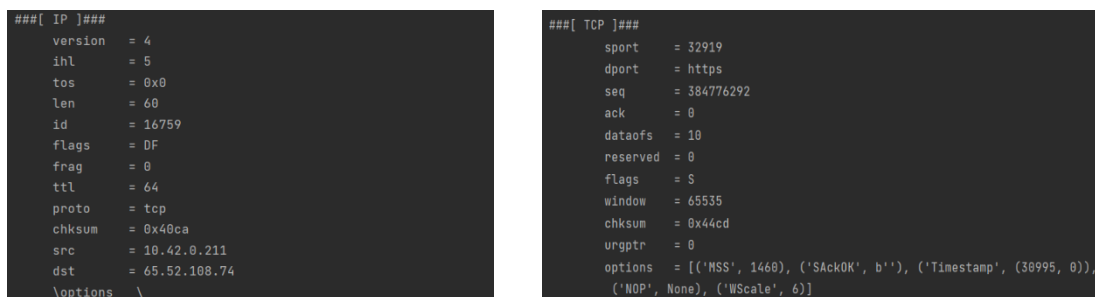 ###[ IP ]###
version   = 4
ihl       = 5
tos       = 0x0
len       = 60
id        = 16759
flags     = DF
frag      = 0
ttl       = 64
proto     = tcp
chksum    = 0x40ca
src       = 10.42.0.211
dst       = 65.52.108.74
\options   \
###[ TCP ]###
sport     = 32919
dport     = https
seq       = 384776292
ack       = 0
dataofs   = 10
reserved  = 0
flags     = S
window    = 65535
chksum    = 0x44cd
urgptr    = 0
options   = [('MSS', 1460), ('SAckOK', b''), ('Timestamp', (30995, 0)),
('NOP', None), ('WScale', 6)]